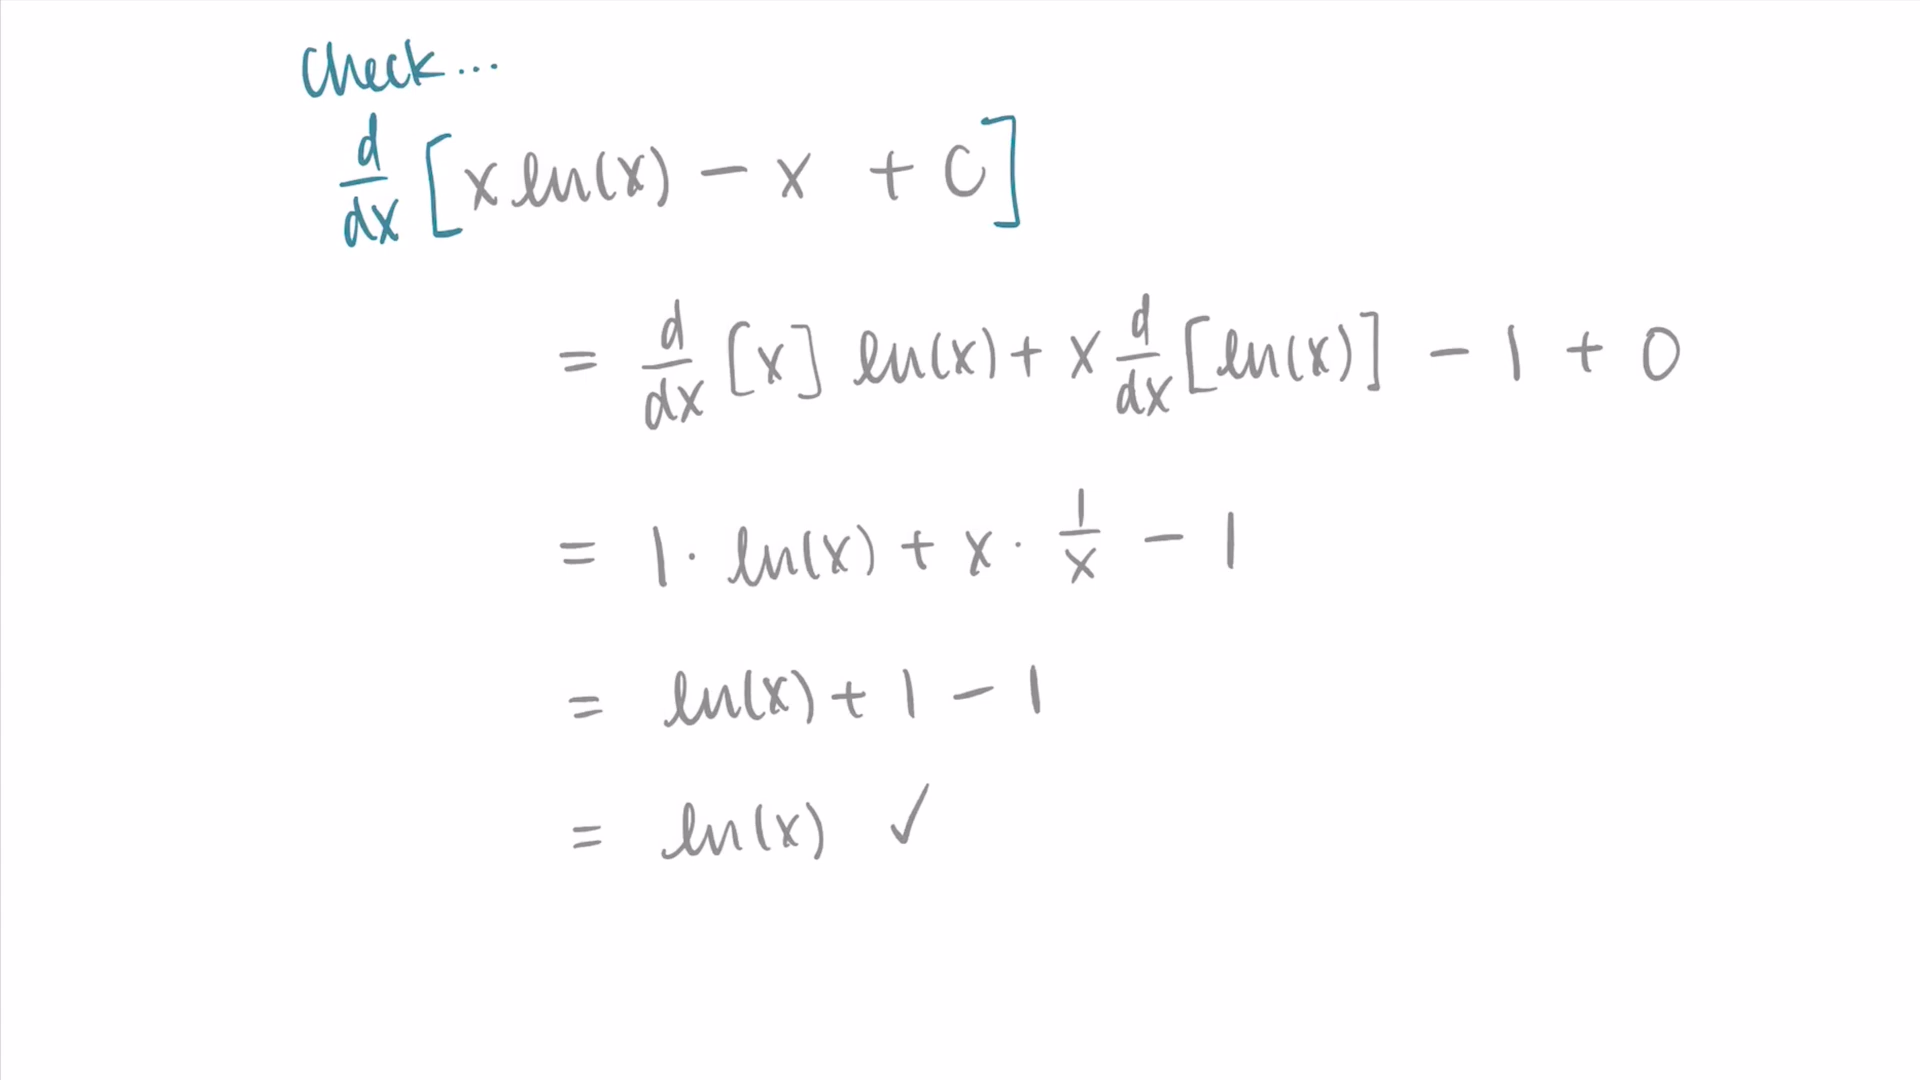 Check...
d/dx [x ln(x) - x + C]
= d/dx [x] ln(x) + x d/dx [ln(x)] - 1 + 0
= 1 · ln(x) + x · 1/x - 1
= ln(x) + 1 - 1
= ln(x) ✓